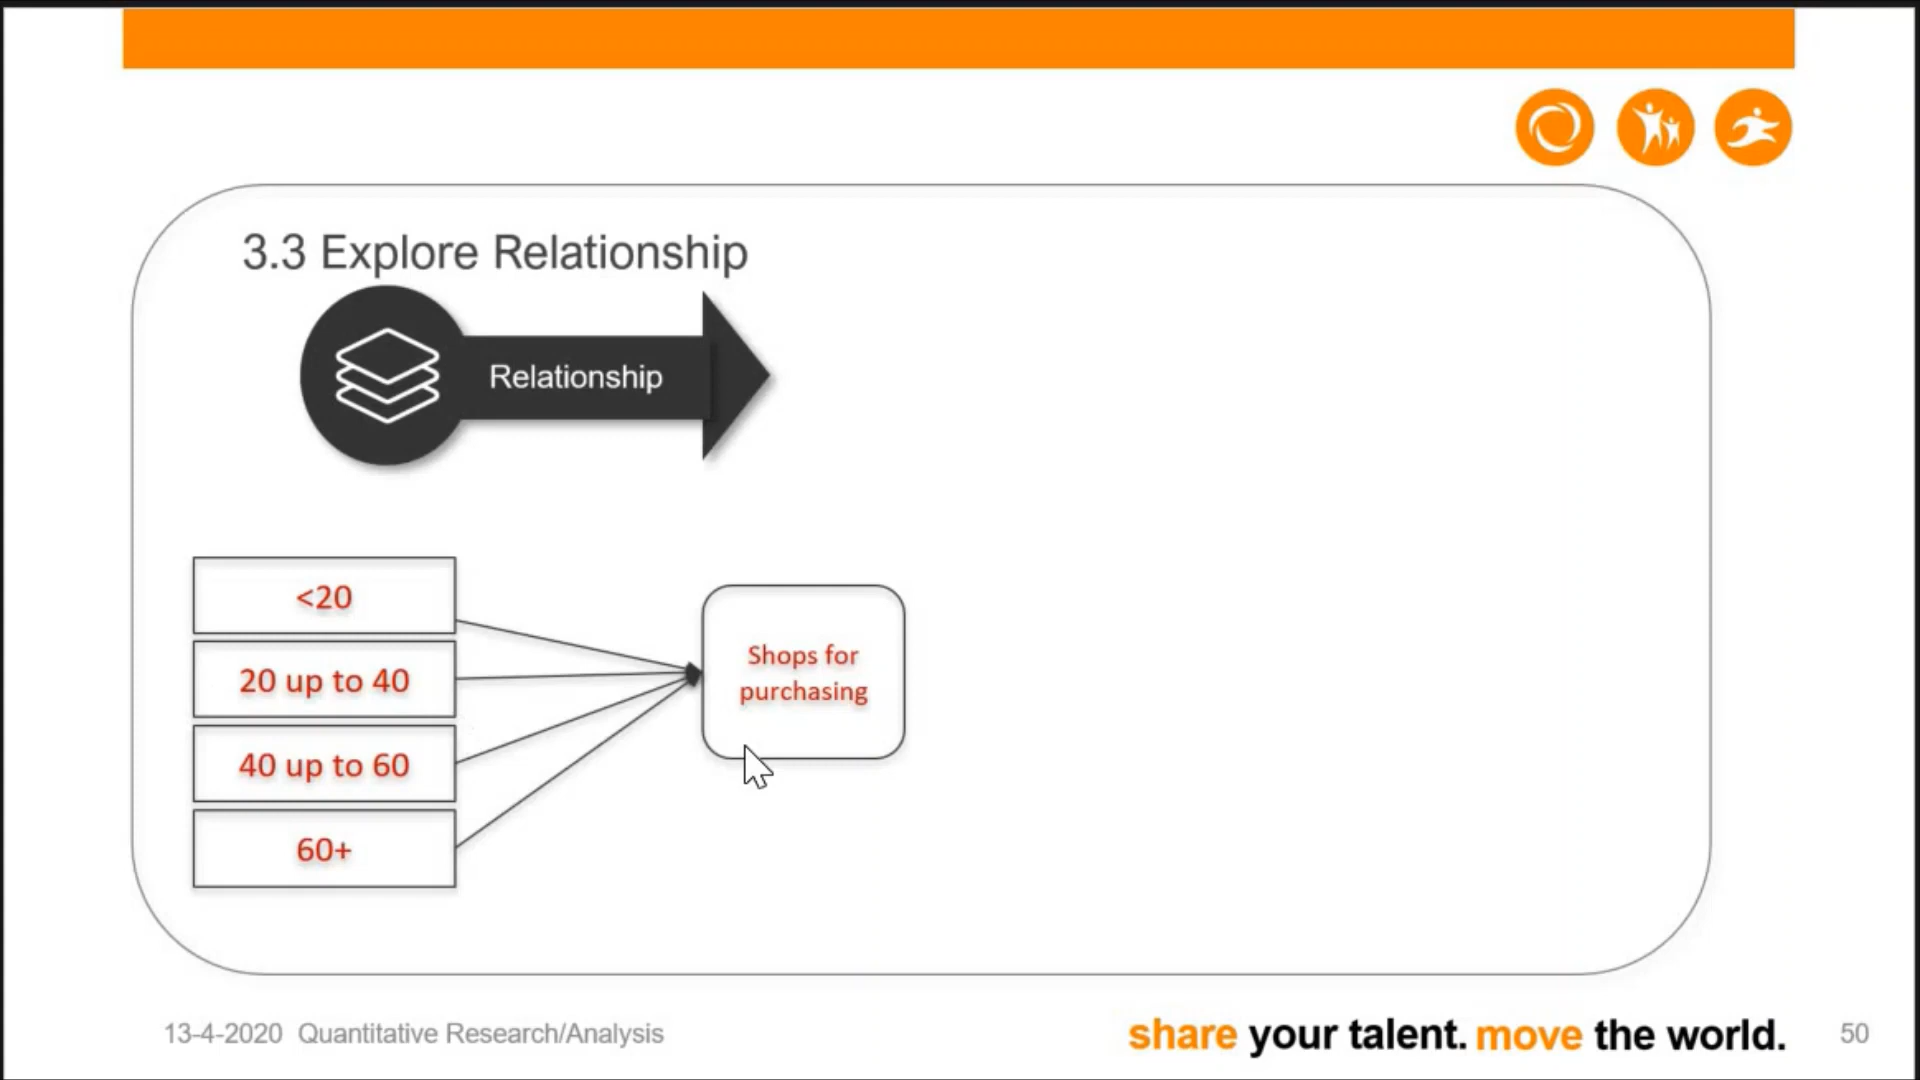 3.3 Explore Relationship
Relationship
<20
20 up to 40
40 up to 60
60+
Shops for
purchasing
13-4-2020 Quantitative Research/Analysis
share your talent. move the world.
50